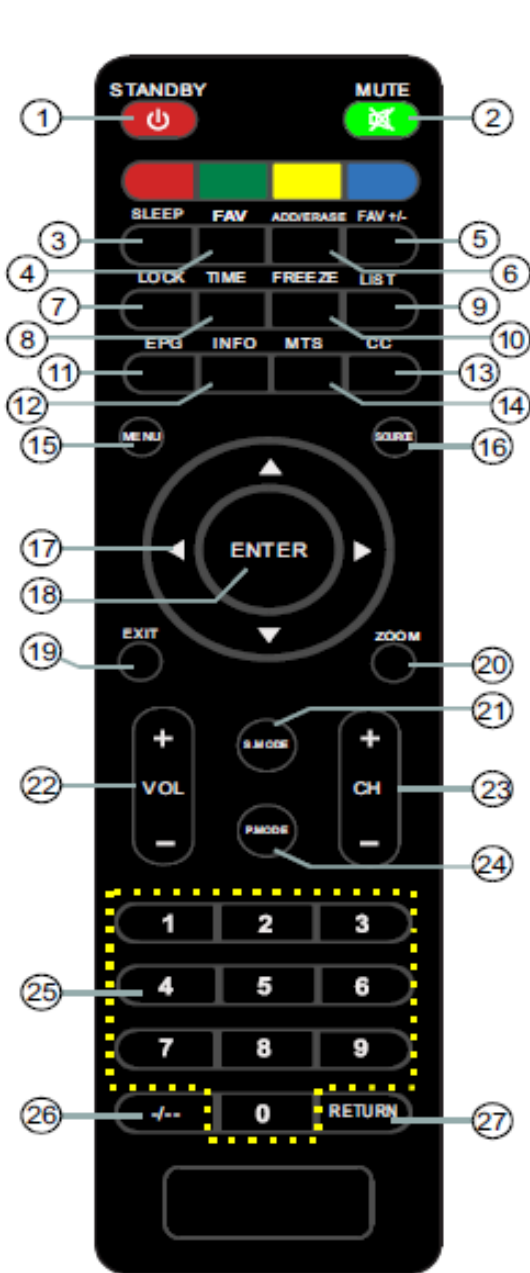 STANDBY MUTE
1 2
SLEEP FAV ADD/ERASE FAV +/-
3 5
4 6
LOCK TIME FREEZE LIST
7 9
8 10
EPG INFO MTS CC
11 13
12 14
15 MENU SOURCE 16
17 ENTER
18
EXIT ZOOM
19 20
21
+ S.MODE +
22 VOL CH 23
- P.MODE -
24
1 2 3
25 4 5 6
7 8 9
26 -/-- 0 RETURN 27